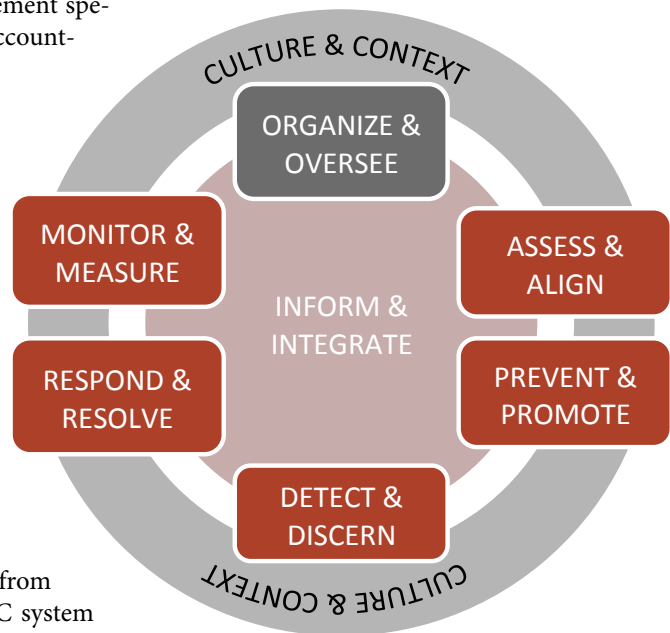 ement spe-
ccount-
CULTURE & CONTEXT
ORGANIZE &
OVERSEE
MONITOR &
MEASURE
ASSESS &
ALIGN
INFORM &
INTEGRATE
RESPOND &
RESOLVE
PREVENT &
PROMOTE
DETECT &
DISCERN
CULTURE & CONTEXT
from
C system